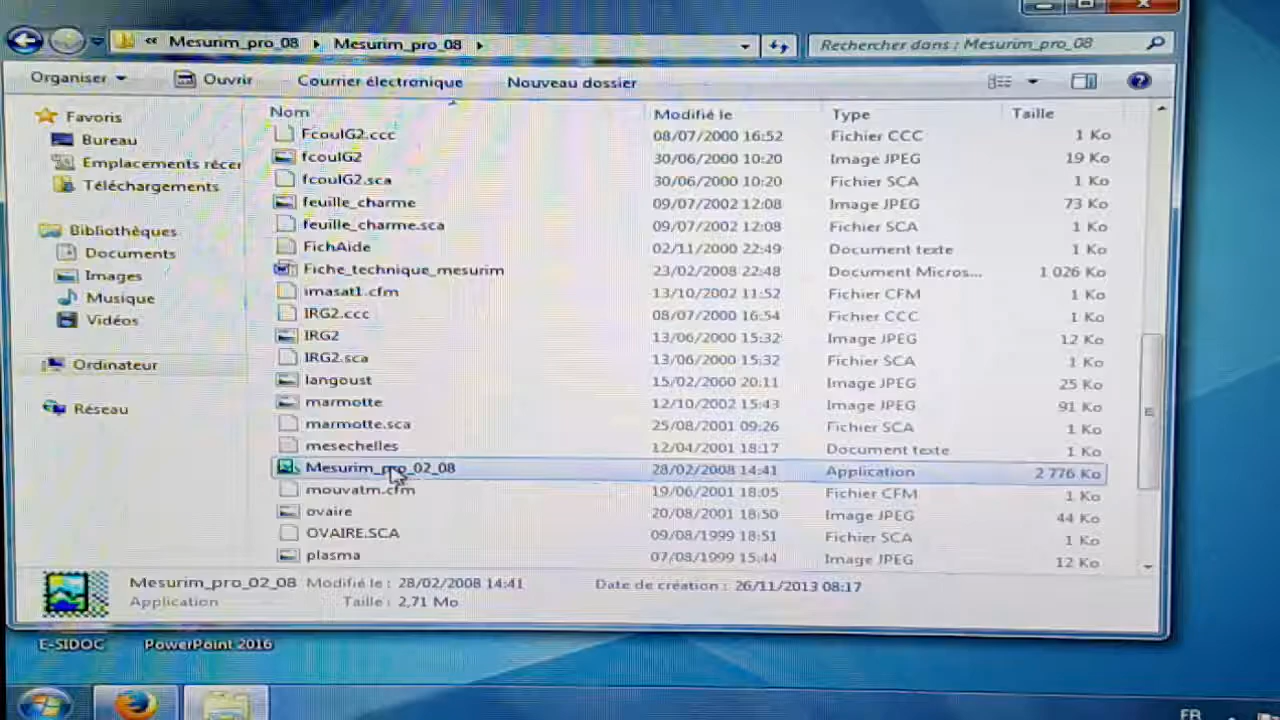 « Mesurim_pro_08 ▸ Mesurim_pro_08 ▸ Rechercher dans : Mesurim_pro_08
Organiser Ouvrir Courrier électronique Nouveau dossier
Nom Modifié le Type Taille
Favoris
Bureau
Emplacements récer
Téléchargements
Bibliothèques
Documents
Images
Musique
Vidéos
Ordinateur
Réseau
FcoulG2.ccc 08/07/2000 16:52 Fichier CCC 1 Ko
fcoulG2 30/06/2000 10:20 Image JPEG 19 Ko
fcoulG2.sca 30/06/2000 10:20 Fichier SCA 1 Ko
feuille_charme 09/07/2002 12:08 Image JPEG 73 Ko
feuille_charme.sca 09/07/2002 12:08 Fichier SCA 1 Ko
FichAide 02/11/2000 22:49 Document texte 1 Ko
Fiche_technique_mesurim 23/02/2008 22:48 Document Micros... 1 026 Ko
imasat1.cfm 13/10/2002 11:52 Fichier CFM 1 Ko
IRG2.ccc 08/07/2000 16:54 Fichier CCC 1 Ko
IRG2 13/06/2000 15:32 Image JPEG 12 Ko
IRG2.sca 13/06/2000 15:32 Fichier SCA 1 Ko
langoust 15/02/2000 20:11 Image JPEG 25 Ko
marmotte 12/10/2002 15:43 Image JPEG 91 Ko
marmotte.sca 25/08/2001 09:26 Fichier SCA 1 Ko
mesechelles 12/04/2001 18:17 Document texte 1 Ko
Mesurim_pro_02_08 28/02/2008 14:41 Application 2 776 Ko
mouvatm.cfm 19/06/2001 18:05 Fichier CFM 1 Ko
ovaire 20/08/2001 18:50 Image JPEG 44 Ko
OVAIRE.SCA 09/08/1999 18:51 Fichier SCA 1 Ko
plasma 07/08/1999 15:44 Image JPEG 12 Ko
Mesurim_pro_02_08 Modifié le : 28/02/2008 14:41 Date de création : 26/11/2013 08:17
Application Taille : 2,71 Mo
E-SIDOC PowerPoint 2016
FR